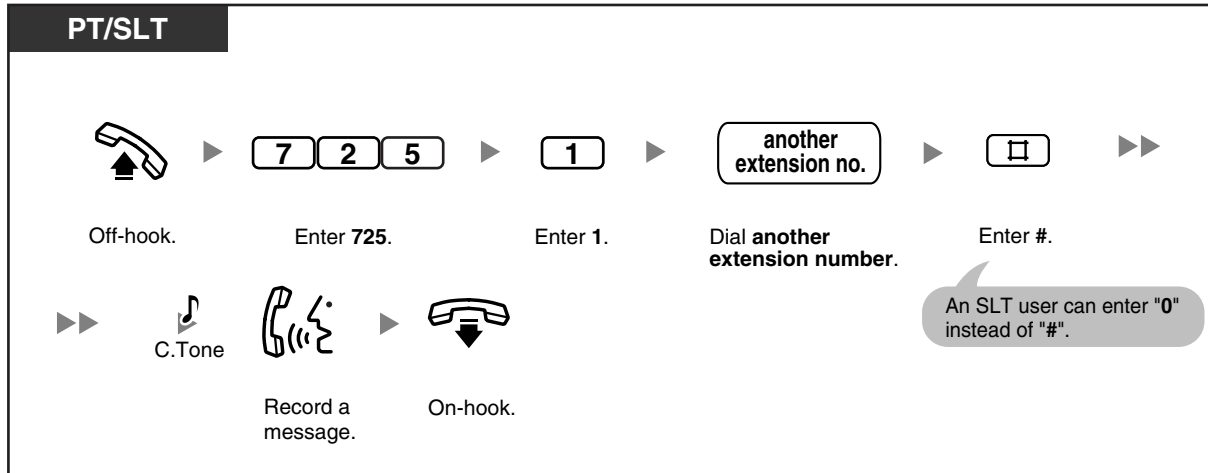 PT/SLT
7 2 5
1
another
extension no.
#
Off-hook.
Enter 725.
Enter 1.
Dial another
extension number.
Enter #.
An SLT user can enter "0"
instead of "#".
C.Tone
Record a
message.
On-hook.